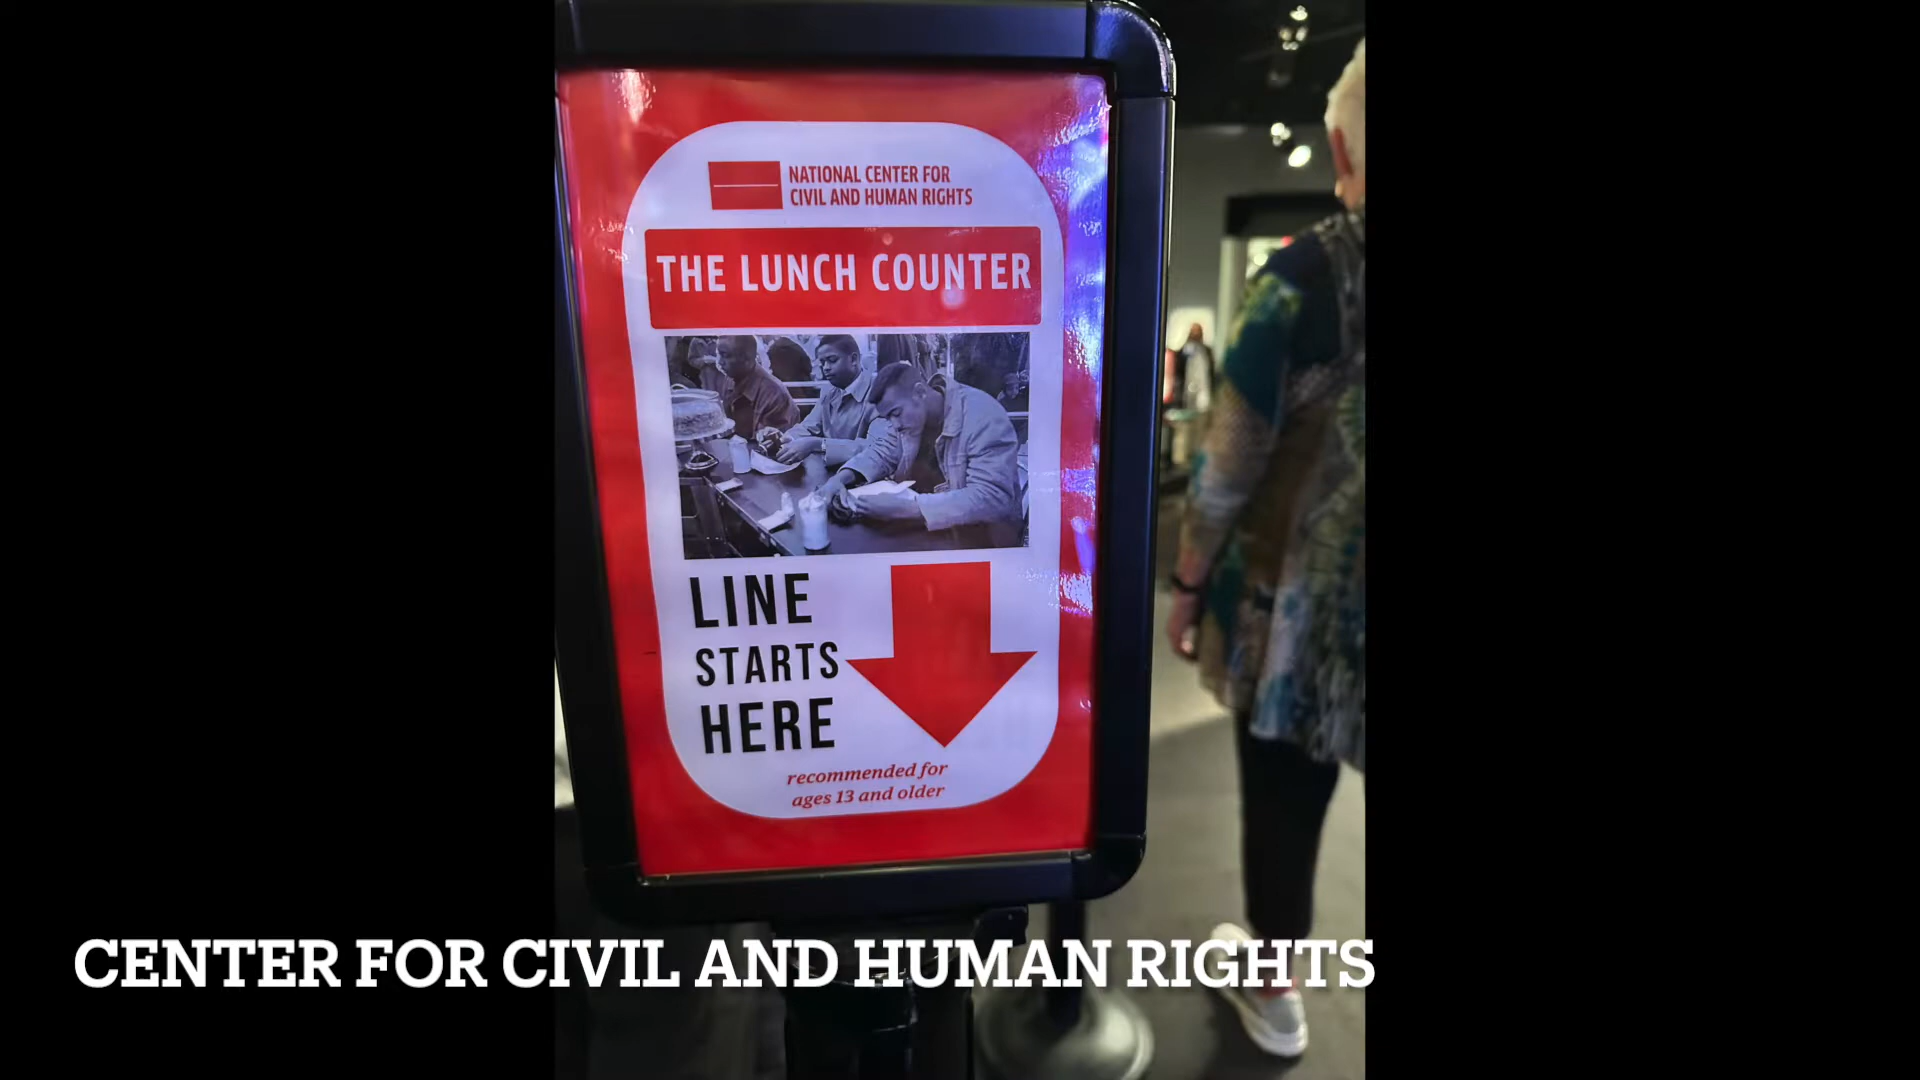 NATIONAL CENTER FOR
CIVIL AND HUMAN RIGHTS
THE LUNCH COUNTER
LINE
STARTS
HERE
recommended for
ages 13 and older
CENTER FOR CIVIL AND HUMAN RIGHTS